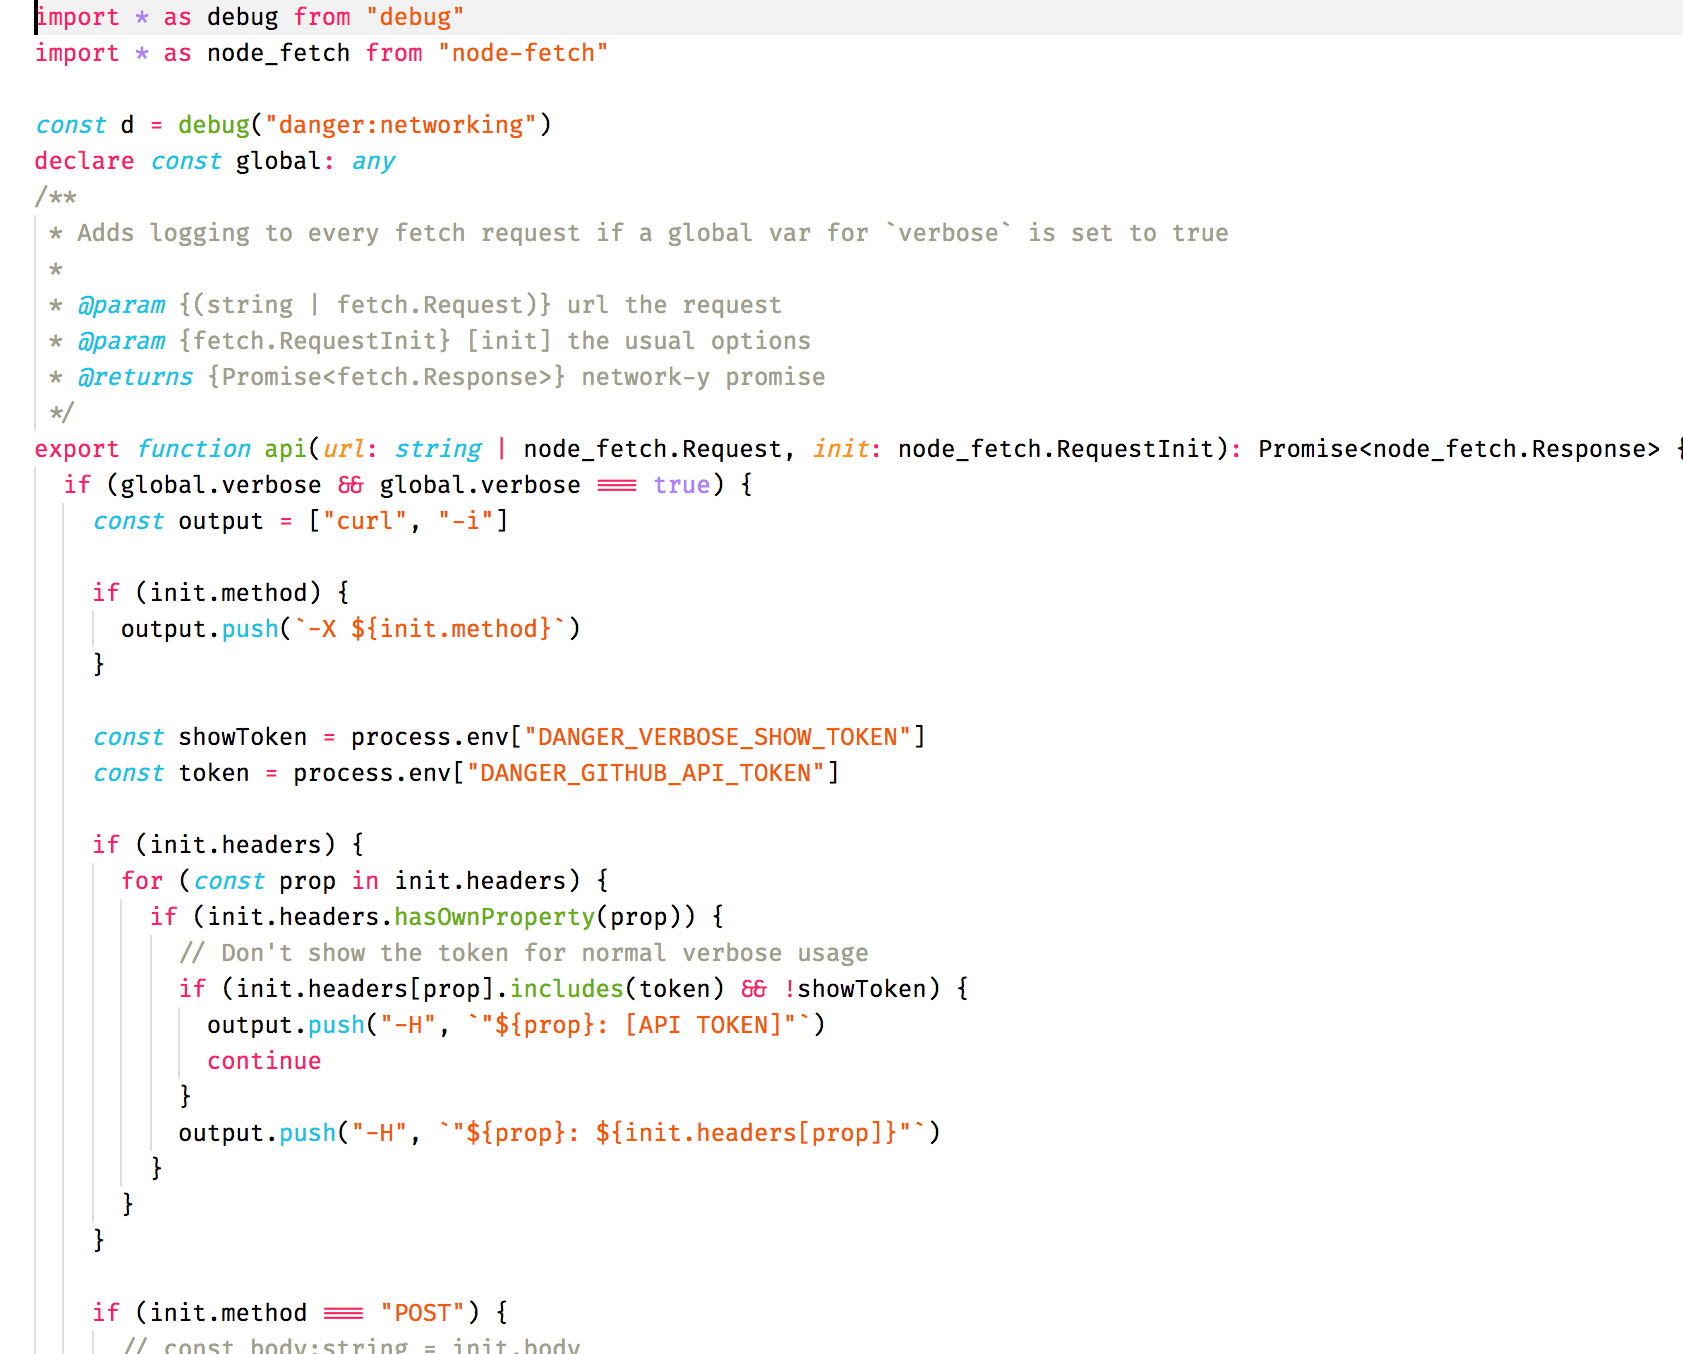 import * as debug from "debug"
import * as node_fetch from "node-fetch"

const d = debug("danger:networking")
declare const global: any
/**
 * Adds logging to every fetch request if a global var for `verbose` is set to true
 *
 * @param {(string | fetch.Request)} url the request
 * @param {fetch.RequestInit} [init] the usual options
 * @returns {Promise<fetch.Response>} network-y promise
 */
export function api(url: string | node_fetch.Request, init: node_fetch.RequestInit): Promise<node_fetch.Response> {
  if (global.verbose && global.verbose === true) {
    const output = ["curl", "-i"]

    if (init.method) {
      output.push(`-X ${init.method}`)
    }

    const showToken = process.env["DANGER_VERBOSE_SHOW_TOKEN"]
    const token = process.env["DANGER_GITHUB_API_TOKEN"]

    if (init.headers) {
      for (const prop in init.headers) {
        if (init.headers.hasOwnProperty(prop)) {
          // Don't show the token for normal verbose usage
          if (init.headers[prop].includes(token) && !showToken) {
            output.push("-H", `"${prop}: [API TOKEN]"`)
            continue
          }
          output.push("-H", `"${prop}: ${init.headers[prop]}"`)
        }
      }
    }

    if (init.method === "POST") {
      // const body:string = init.body